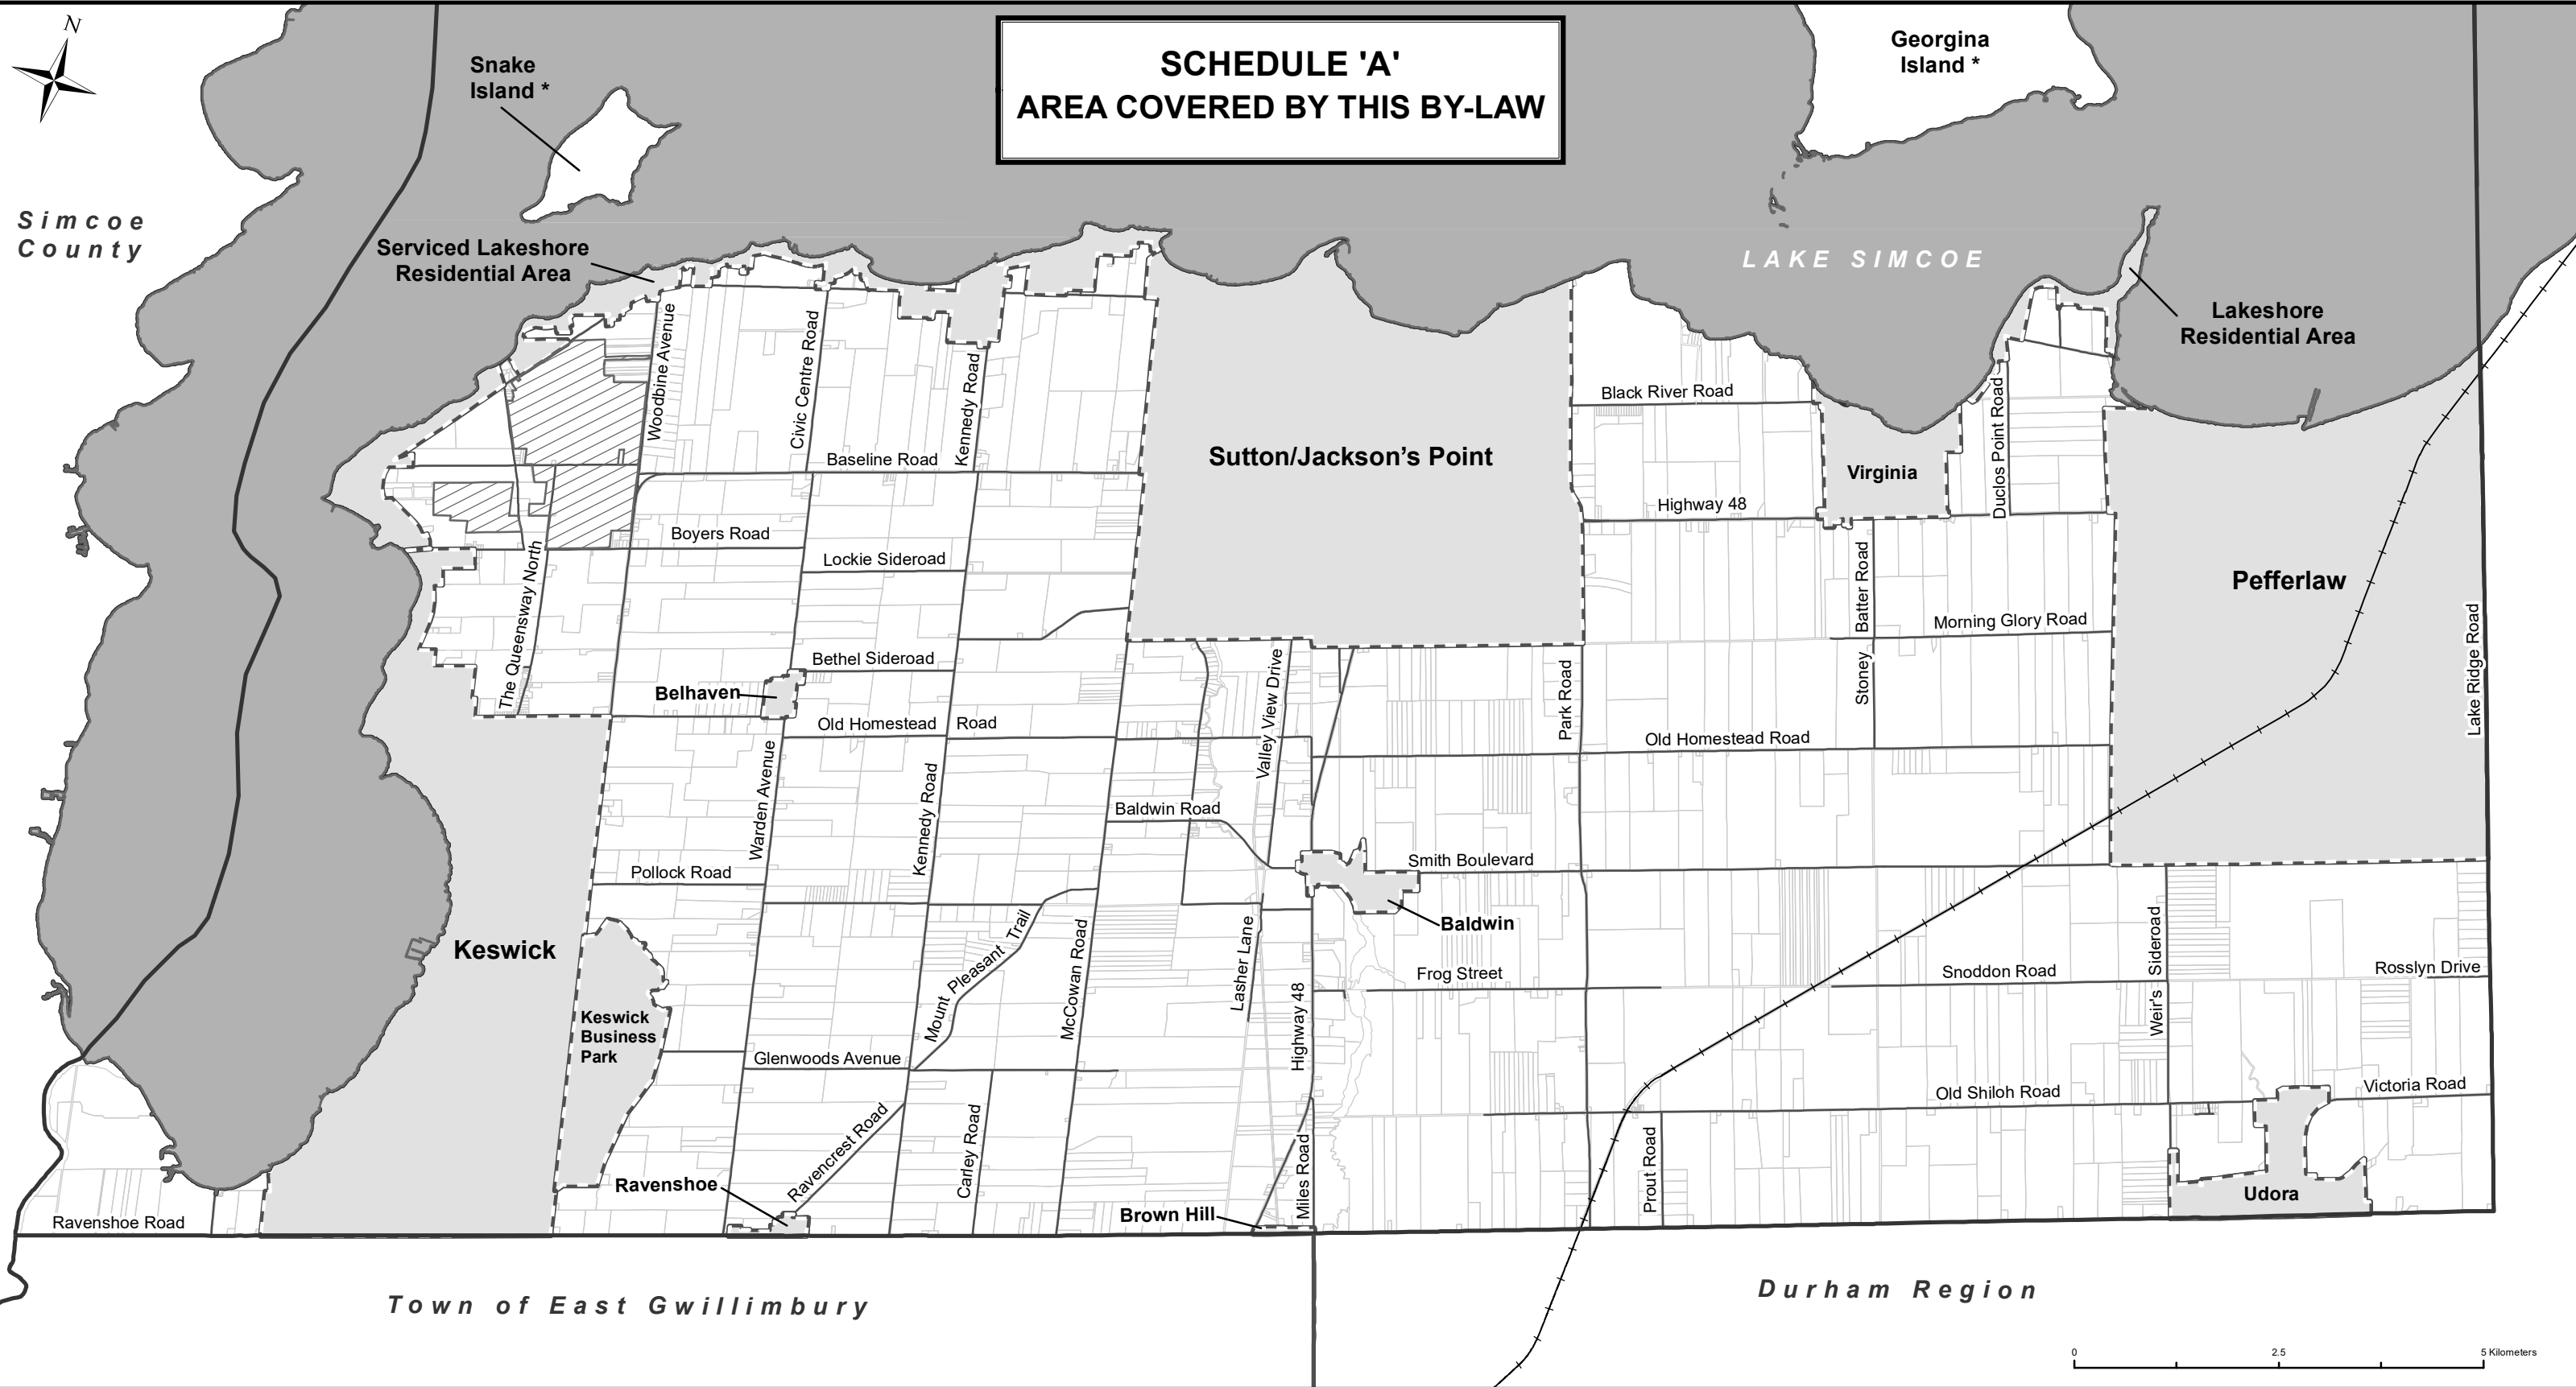 N
SCHEDULE 'A'
AREA COVERED BY THIS BY-LAW
Snake
Island *
Georgina
Island *
Simcoe
County
Serviced Lakeshore
Residential Area
LAKE SIMCOE
Lakeshore
Residential Area
Woodbine Avenue
Civic Centre Road
Kennedy Road
Black River Road
Duclos Point Road
Baseline Road
Sutton/Jackson's Point
Virginia
Highway 48
Boyers Road
Lockie Sideroad
The Queensway North
Stoney Batter Road
Pefferlaw
Morning Glory Road
Lake Ridge Road
Bethel Sideroad
Belhaven
Valley View Drive
Park Road
Old Homestead Road
Old Homestead Road
Warden Avenue
Kennedy Road
Baldwin Road
Pollock Road
Smith Boulevard
Baldwin
Keswick
Mount Pleasant Trail
McCowan Road
Lasher Lane
Highway 48
Frog Street
Snoddon Road
Weir's Sideroad
Rosslyn Drive
Keswick
Business
Park
Glenwoods Avenue
Old Shiloh Road
Victoria Road
Ravencrest Road
Carley Road
Miles Road
Prout Road
Ravenshoe
Brown Hill
Udora
Ravenshoe Road
Town of East Gwillimbury
Durham Region
0 2.5 5 Kilometers